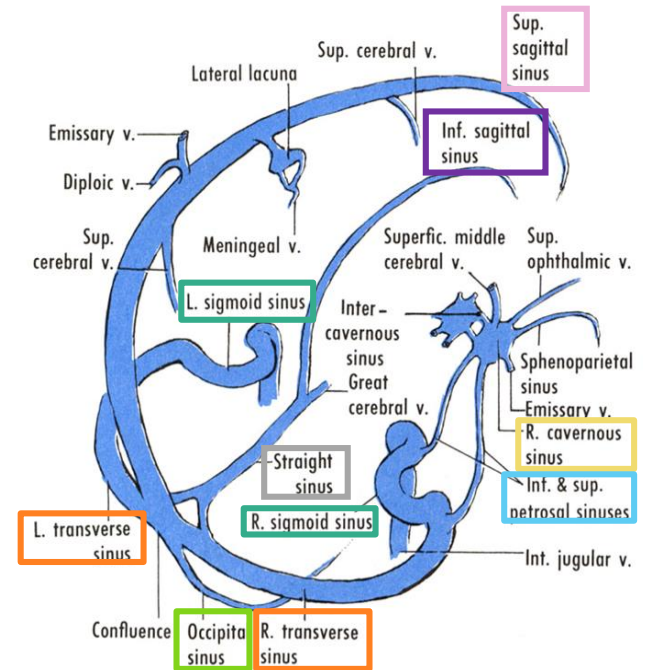 Sup.
sagittal
sinus
Sup. cerebral v.
Lateral lacuna
Inf. sagittal
sinus
Emissary v.
Diploic v.
Sup.
cerebral v.
Meningeal v.
Superfic. middle
cerebral v.
Sup.
ophthalmic v.
L. sigmoid sinus
Inter-
cavernous
sinus
Great
cerebral v.
Sphenoparietal
sinus
Emissary v.
R. cavernous
sinus
Straight
sinus
Inf. & sup.
petrosal sinuses
R. sigmoid sinus
L. transverse
sinus
Int. jugular v.
Confluence
Occipita
sinus
R. transverse
sinus